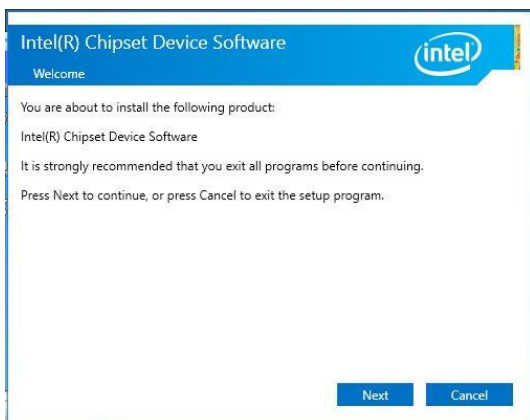 Intel(R) Chipset Device Software
intel
Welcome
You are about to install the following product:
Intel(R) Chipset Device Software
It is strongly recommended that you exit all programs before continuing.
Press Next to continue, or press Cancel to exit the setup program.
Next
Cancel